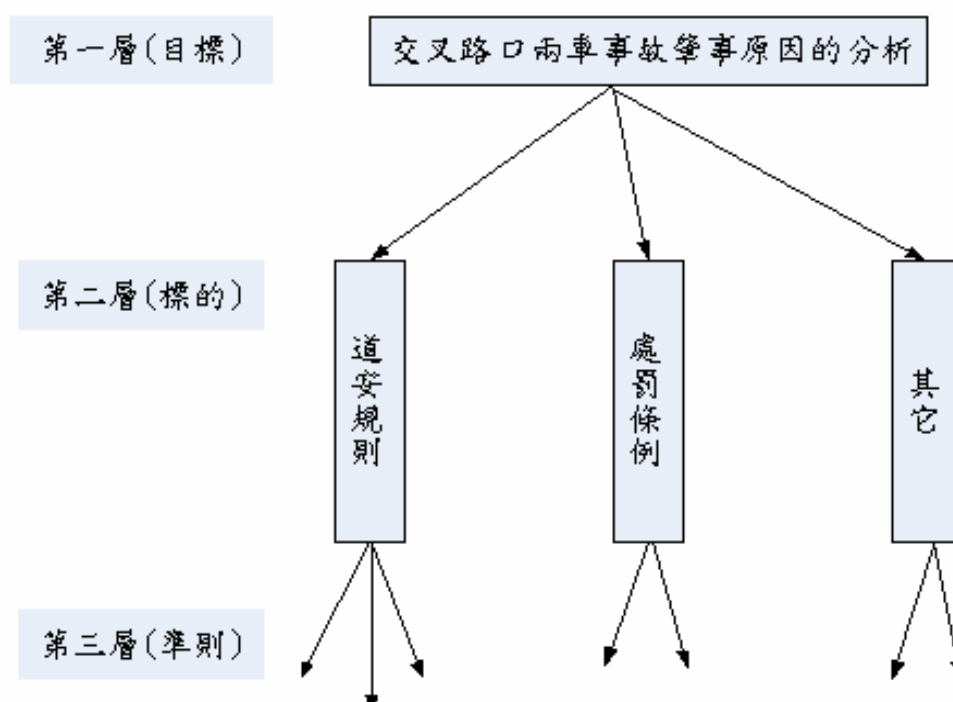 第一層(目標)
交叉路口兩車事故肇事原因的分析
第二層(標的)
道安規則
處罰條例
其它
第三層(準則)